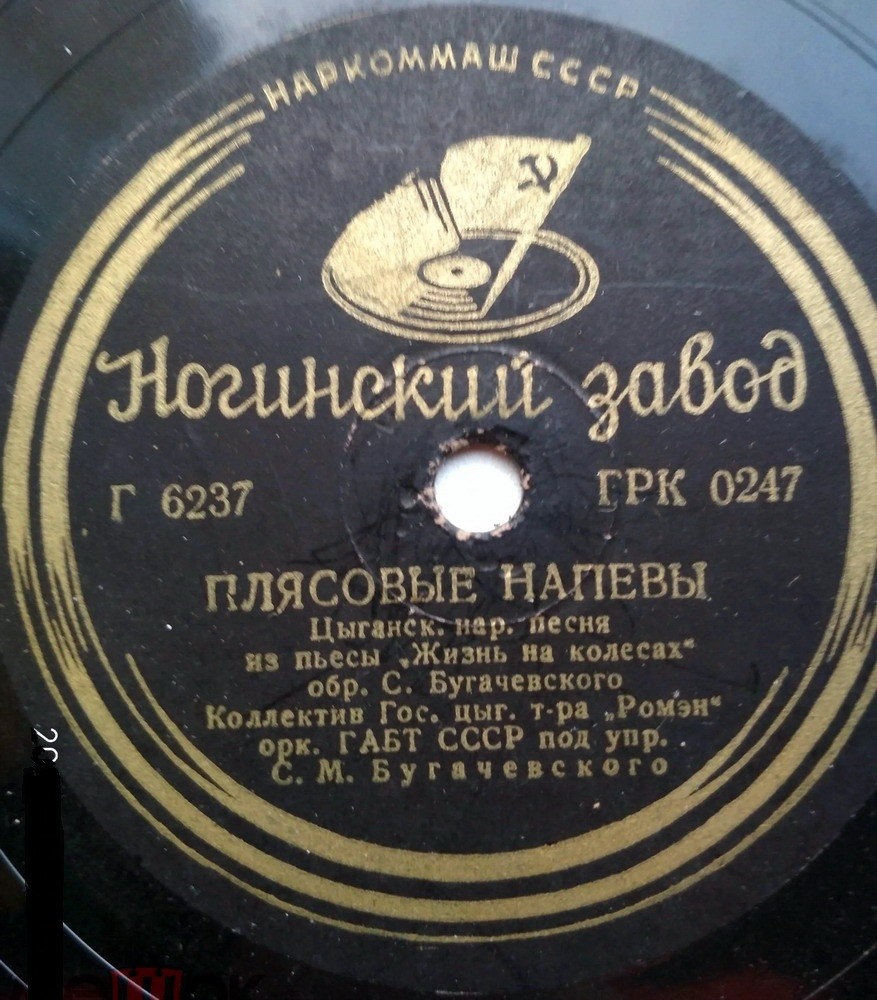 НАРКОММАШ СССР
Ногинский завод
Г 6237 ГРК 0247
ПЛЯСОВЫЕ НАПЕВЫ
Цыганск. нар. песня
из пьесы „Жизнь на колесах“
обр. С. Бугачевского
Коллектив Гос. цыг. т-ра „Ромэн“
орк. ГАБТ СССР под упр.
С. М. Бугачевского